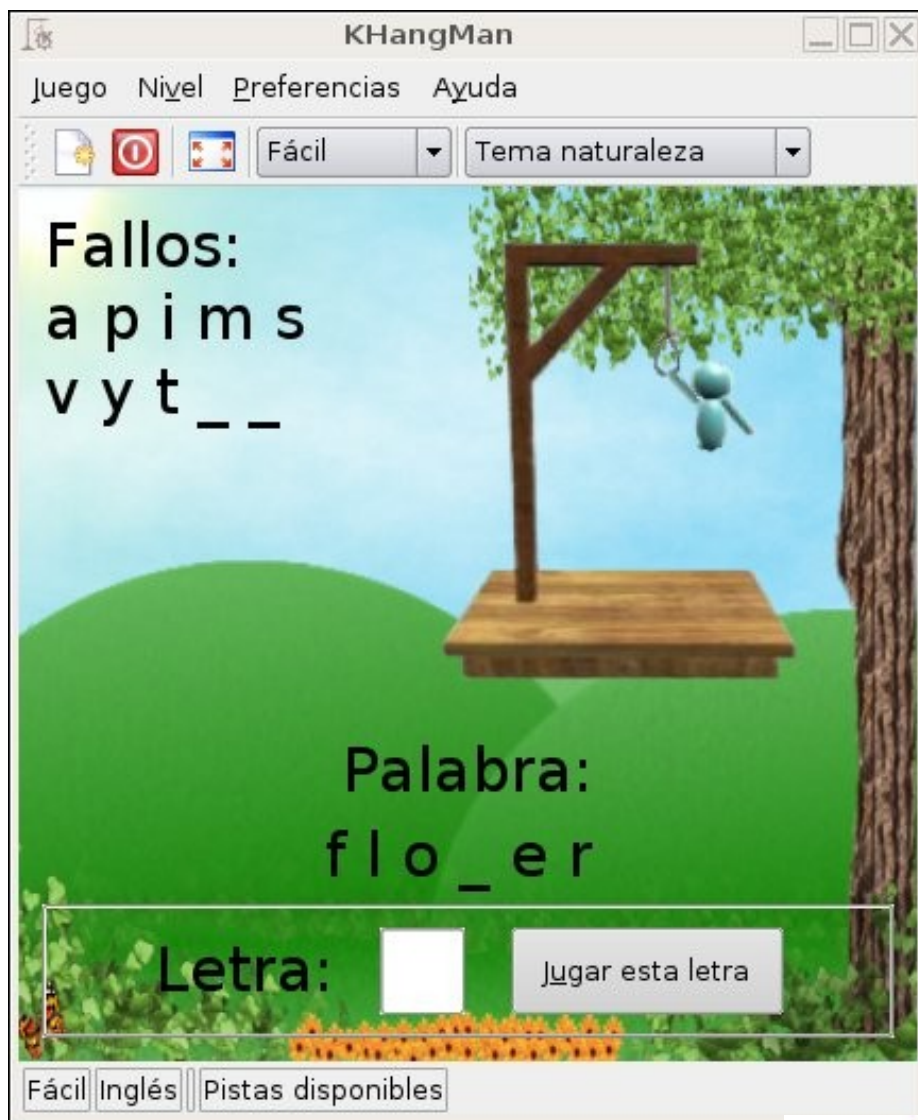 KHangMan
Juego Nivel Preferencias Ayuda
Fácil Tema naturaleza
Fallos:
a p i m s
v y t _ _
Palabra:
f l o _ e r
Letra: Jugar esta letra
Fácil Inglés Pistas disponibles